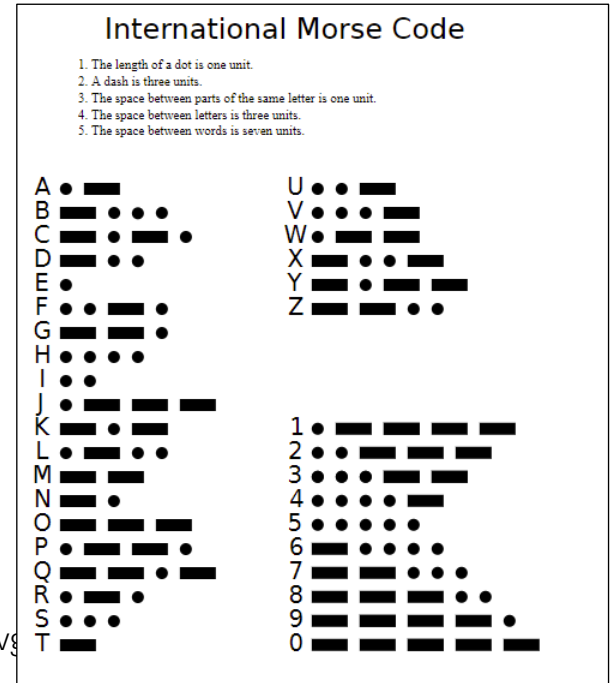 International Morse Code
1. The length of a dot is one unit.
2. A dash is three units.
3. The space between parts of the same letter is one unit.
4. The space between letters is three units.
5. The space between words is seven units.
A
B
C
D
E
F
G
H
I
J
K
L
M
N
O
P
Q
R
S
T
U
V
W
X
Y
Z
1
2
3
4
5
6
7
8
9
0